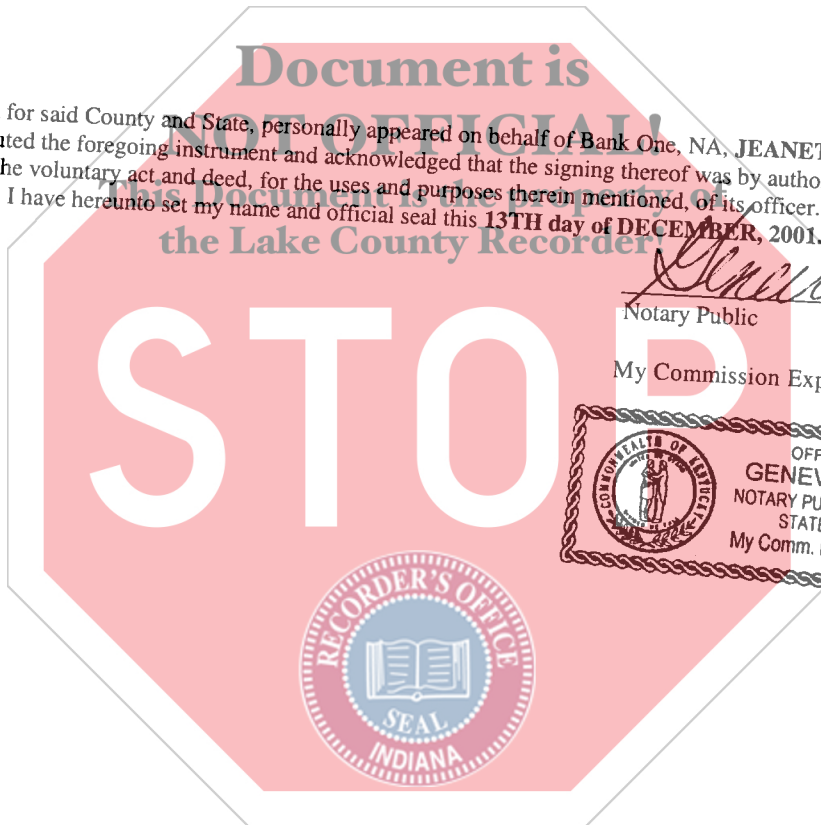 Document is
NOT OFFICIAL!
This Document is the property of
the Lake County Recorder!
for said County and State, personally appeared on behalf of Bank One, NA, JEANET
uted the foregoing instrument and acknowledged that the signing thereof was by autho
he voluntary act and deed, for the uses and purposes therein mentioned, of its officer.
I have hereunto set my name and official seal this 13TH day of DECEMBER, 2001.
Notary Public
My Commission Exp
STOP
COMMONWEALTH OF KENTUCKY
OFF
GENEV
NOTARY PU
STATE
My Comm.
RECORDER'S OFFICE
SEAL
INDIANA